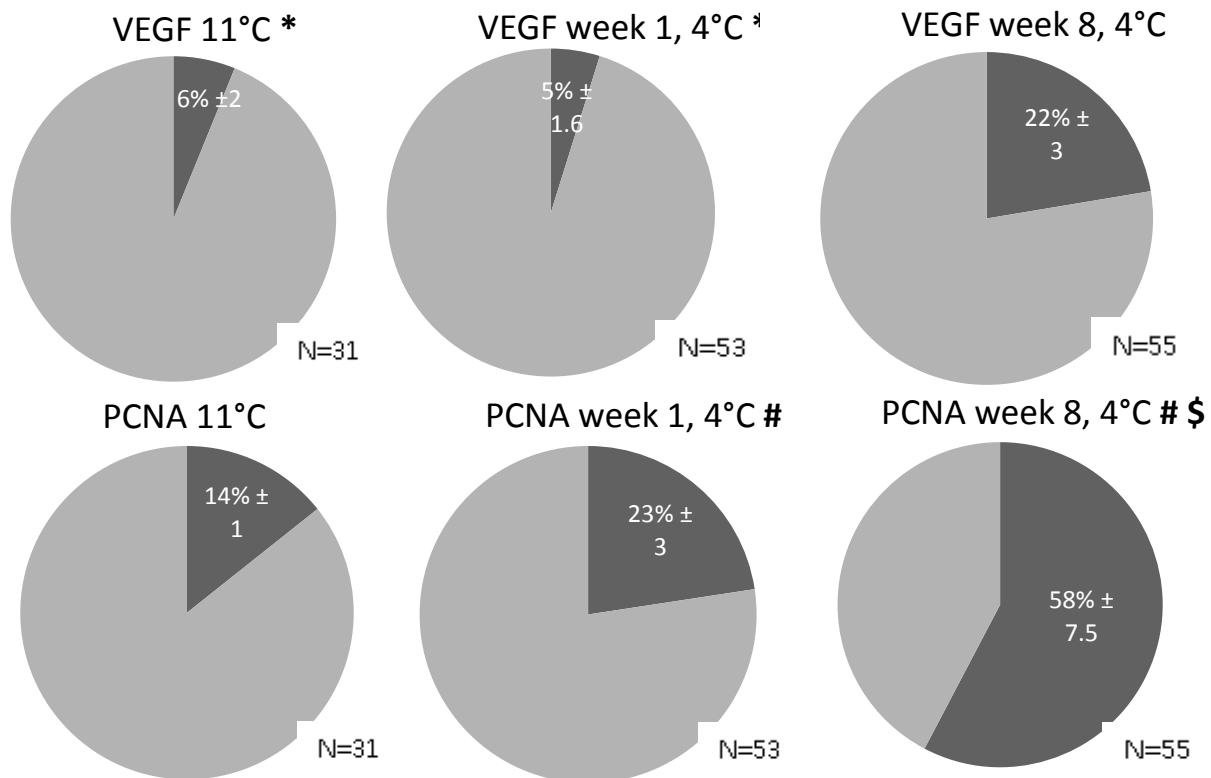 VEGF 11°C *
VEGF week 1, 4°C *
VEGF week 8, 4°C
6% ±2
5% ±
1.6
22% ±
3
N=31
N=53
N=55
PCNA 11°C
PCNA week 1, 4°C #
PCNA week 8, 4°C # $
14% ±
1
23% ±
3
58% ±
7.5
N=31
N=53
N=55